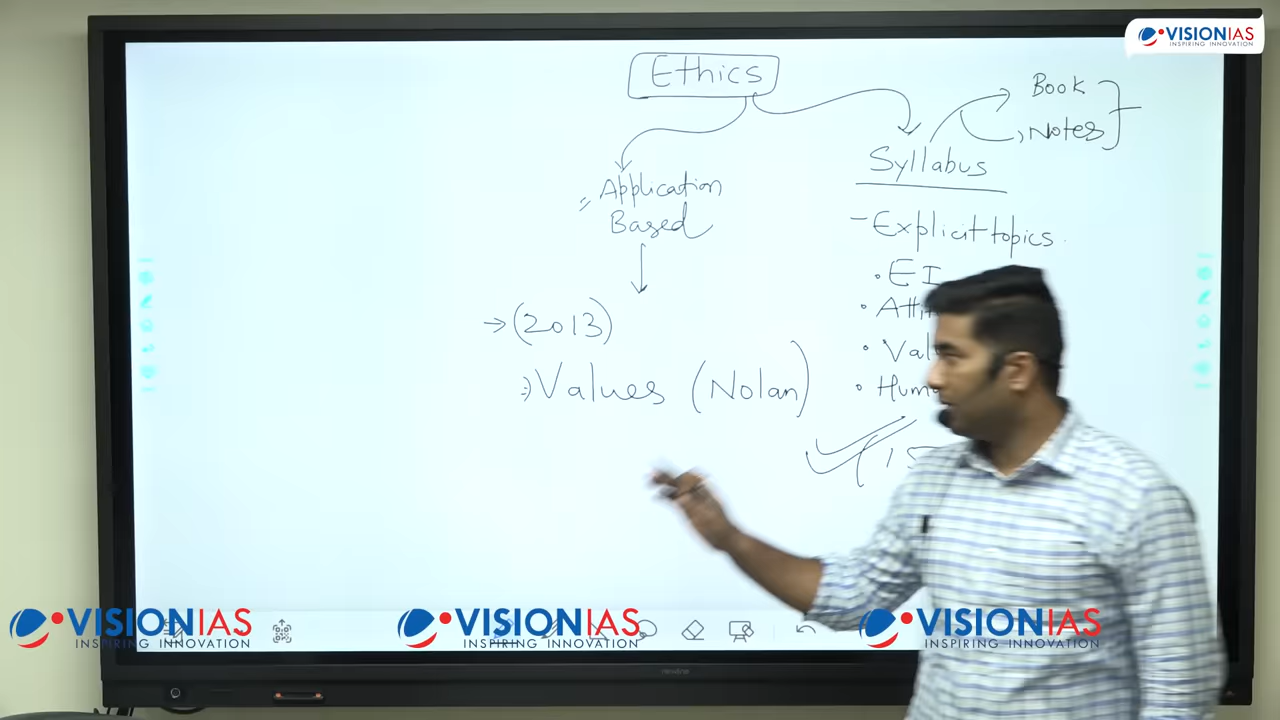 VISIONIAS
INSPIRING INNOVATION
Ethics
Book
Notes
Syllabus
Application
Based
- Explicit topics
• EI
(2013)
Values (Nolan)
VISIONIAS
INSPIRING INNOVATION
VISIONIAS
INSPIRING INNOVATION
VISIONIAS
INSPIRING INNOVATION